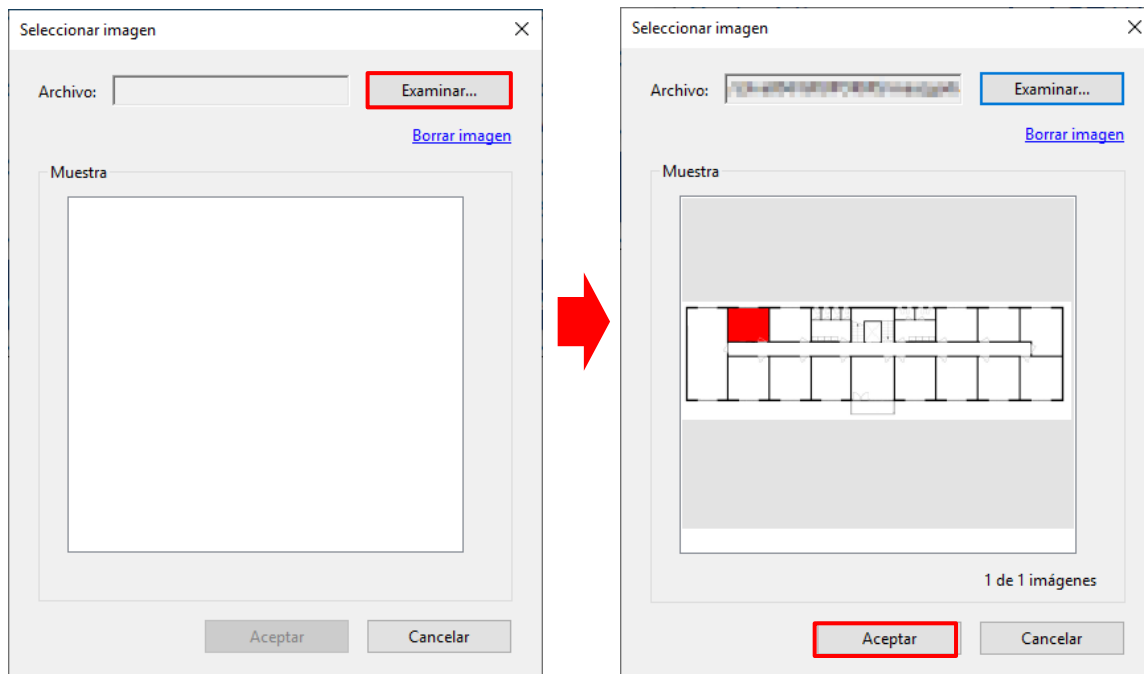 Seleccionar imagen
Archivo:
Examinar...
Borrar imagen
Muestra
Aceptar
Cancelar
Seleccionar imagen
Archivo:
Examinar...
Borrar imagen
Muestra
1 de 1 imágenes
Aceptar
Cancelar